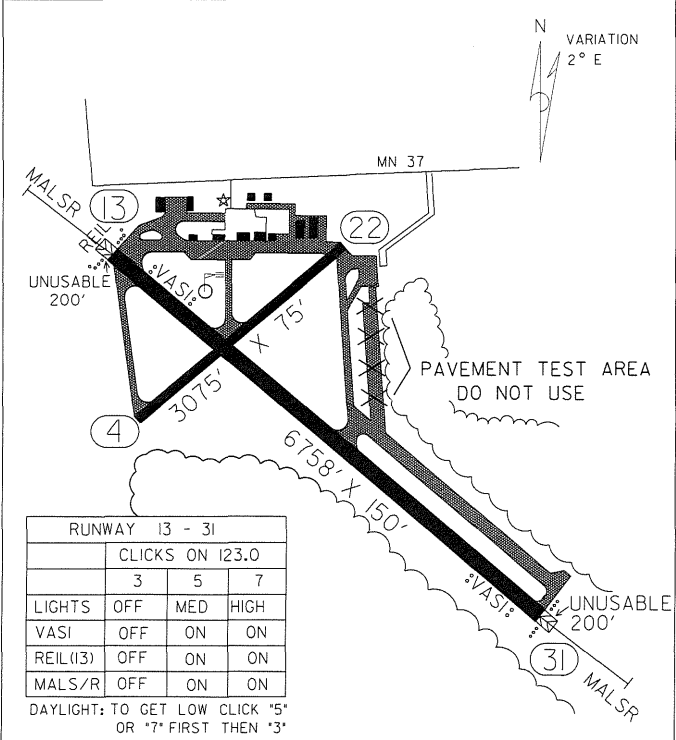 N
VARIATION
2° E
MN 37
MALSR
13
REIL
22
UNUSABLE
200'
VASI
3075' X 75'
PAVEMENT TEST AREA
DO NOT USE
4
6758' X 150'
VASI
UNUSABLE
200'
31
MALSR
RUNWAY 13 - 31
CLICKS ON 123.0
3 5 7
LIGHTS OFF MED HIGH
VASI OFF ON ON
REIL(13) OFF ON ON
MALS/R OFF ON ON
DAYLIGHT: TO GET LOW CLICK "5"
OR "7" FIRST THEN "3"